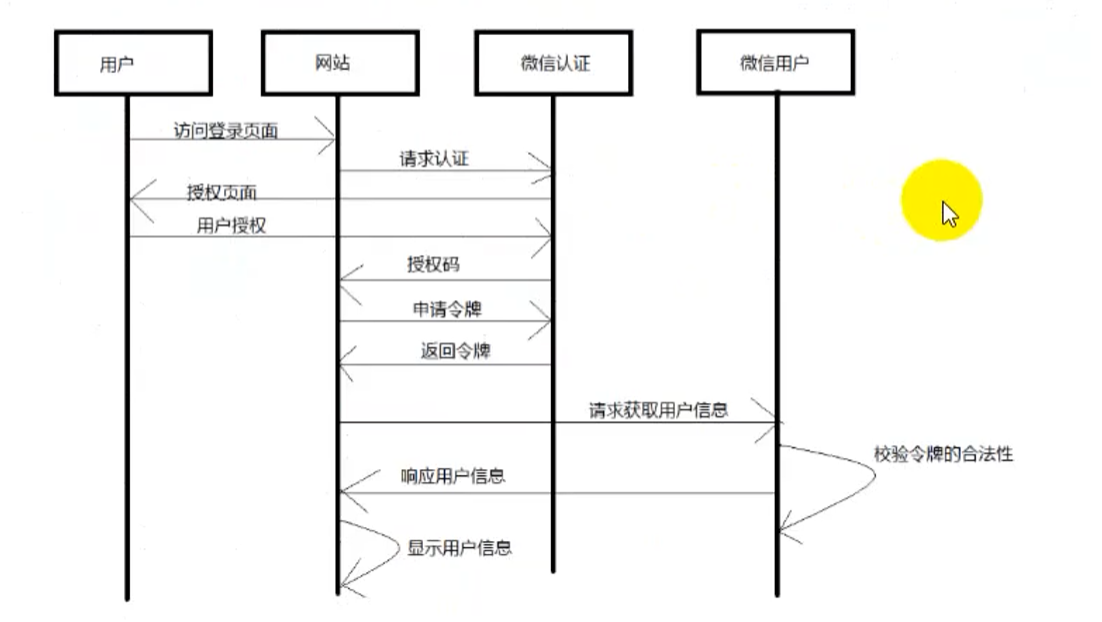 用户
网站
微信认证
微信用户
访问登录页面
请求认证
授权页面
用户授权
授权码
申请令牌
返回令牌
请求获取用户信息
校验令牌的合法性
响应用户信息
显示用户信息